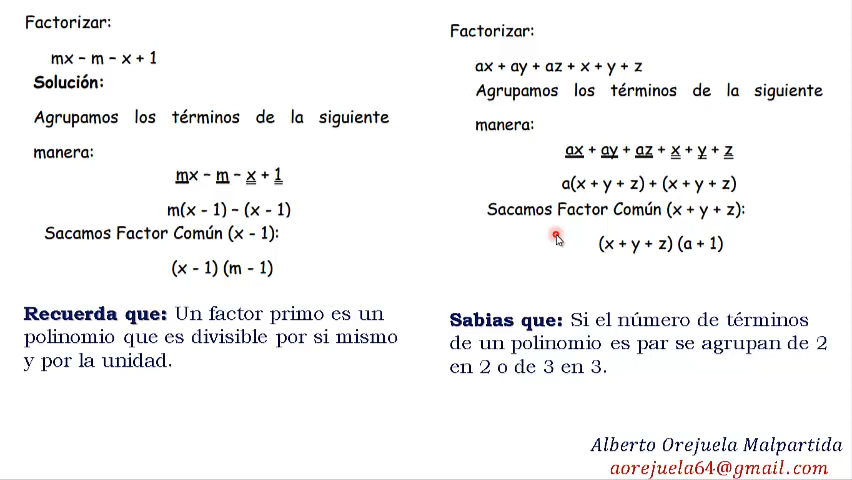 Factorizar:
mx – m – x + 1
Solución:
Agrupamos los términos de la siguiente
manera:
mx – m – x + 1
m(x - 1) – (x - 1)
Sacamos Factor Común (x - 1):
(x - 1) (m - 1)
Recuerda que: Un factor primo es un
polinomio que es divisible por si mismo
y por la unidad.
Factorizar:
ax + ay + az + x + y + z
Agrupamos los términos de la siguiente
manera:
ax + ay + az + x + y + z
a(x + y + z) + (x + y + z)
Sacamos Factor Común (x + y + z):
(x + y + z) (a + 1)
Sabias que: Si el número de términos
de un polinomio es par se agrupan de 2
en 2 o de 3 en 3.
Alberto Orejuela Malpartida
aorejuela64@gmail.com